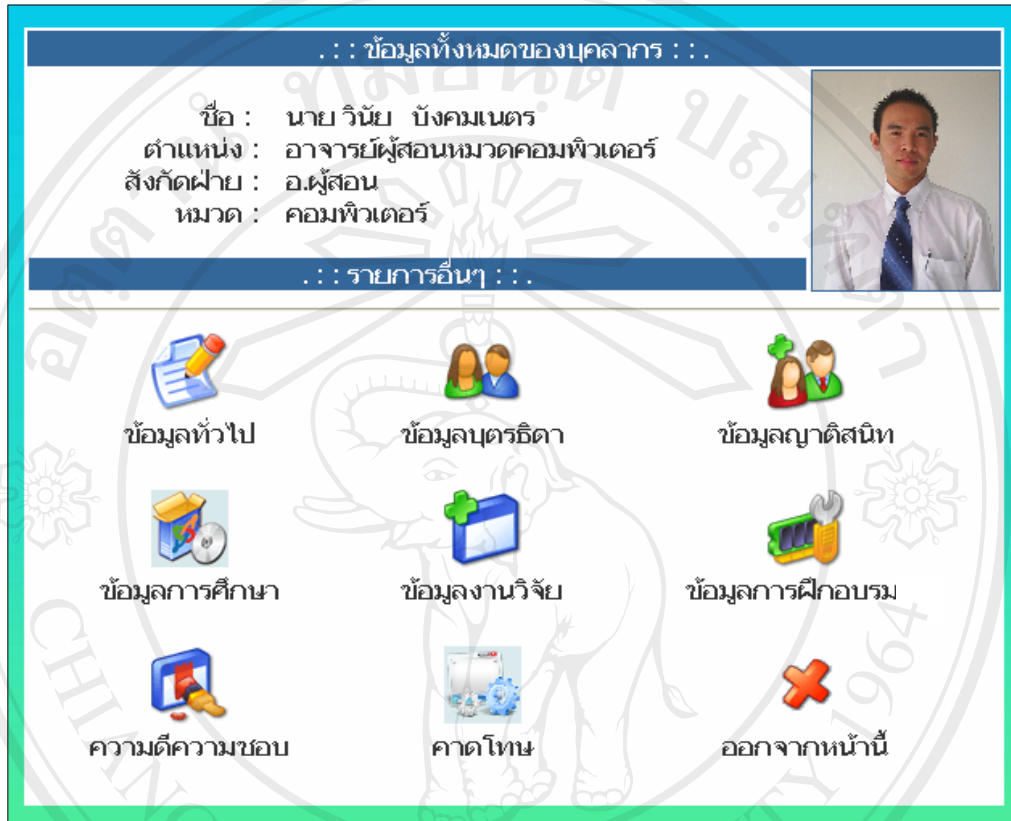 .: : ข้อมูลทั้งหมดของบุคลากร : :.
ชื่อ : นาย วินัย บังคมเนตร
ตำแหน่ง : อาจารย์ผู้สอนหมวดคอมพิวเตอร์
สังกัดฝ่าย : อ.ผู้สอน
หมวด : คอมพิวเตอร์
.: : รายการอื่นๆ : :.
ข้อมูลทั่วไป ข้อมูลบุตรธิดา ข้อมูลญาติสนิท
ข้อมูลการศึกษา ข้อมูลงานวิจัย ข้อมูลการฝึกอบรม
ความดีความชอบ คาดโทษ ออกจากหน้านี้